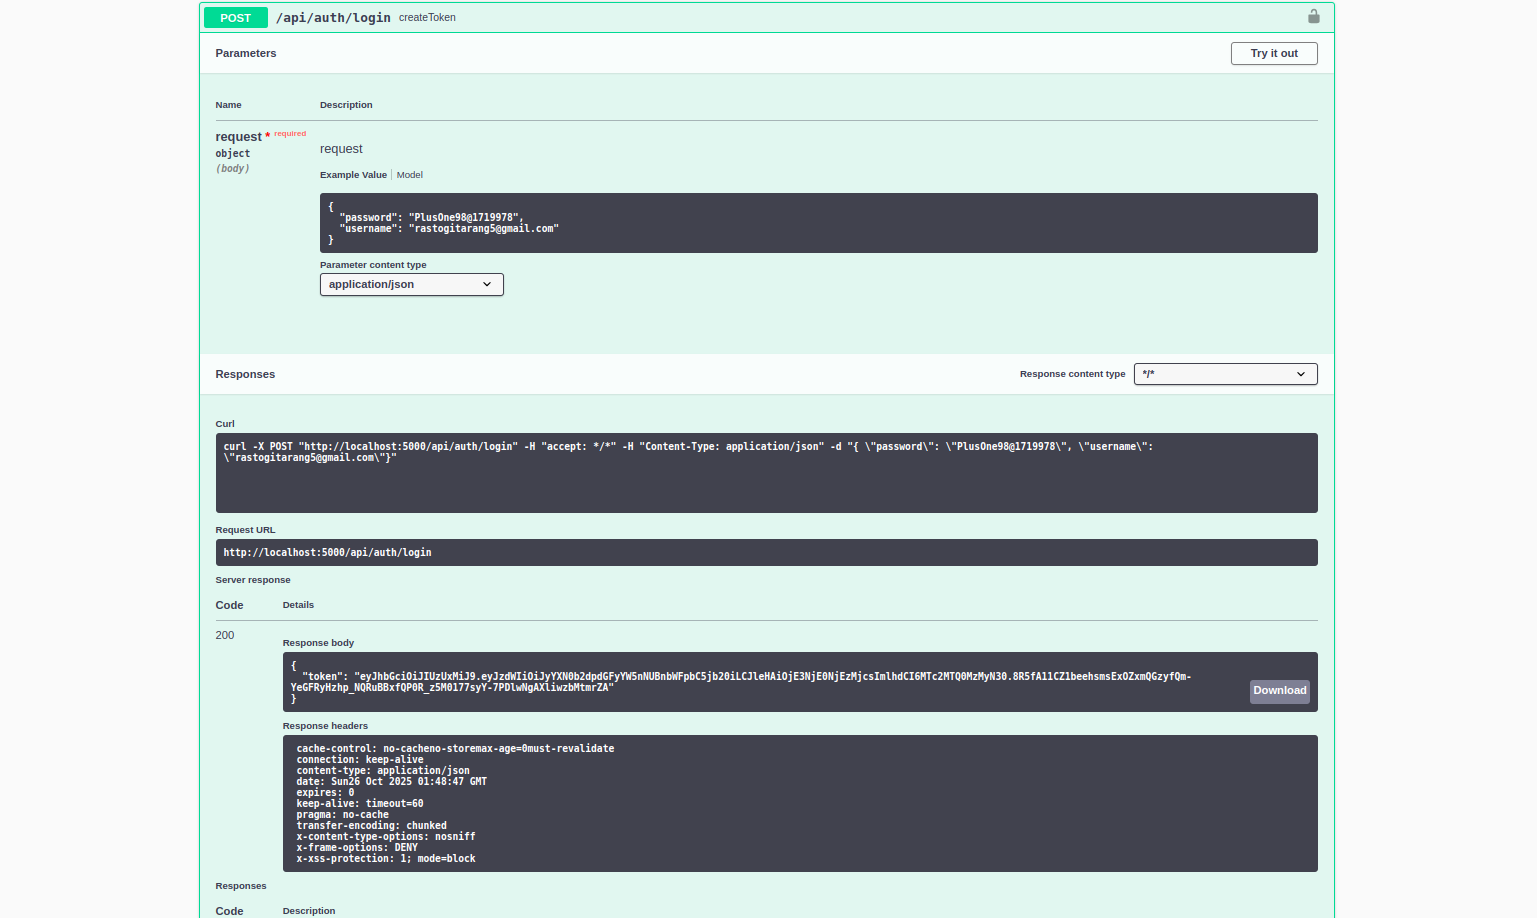 POST /api/auth/login createToken
Parameters
Try it out
Name Description
request * required
object
(body)
request
Example Value Model
{
"password": "PlusOne98@1719978",
"username": "rastogitarang5@gmail.com"
}
Parameter content type
application/json
Responses
Response content type */*
Curl
curl -X POST "http://localhost:5000/api/auth/login" -H "accept: */*" -H "Content-Type: application/json" -d "{ \"password\": \"PlusOne98@1719978\", \"username\":
\"rastogitarang5@gmail.com\"}"
Request URL
http://localhost:5000/api/auth/login
Server response
Code Details
200
Response body
{
"token": "eyJhbGciOiJIUzUxMiJ9.eyJzdWIiOiJyYXN0b2dpdGFyYW5nNUBnbWFpbC5jb20iLCJleHAiOjE3NjE0NjEzMjcsImlhdCI6MTc2MTQ0MzMyN30.8R5fA11CZ1beehsmsExOZxmQGzyfQm-
YeGFRyHzhp_NQRuBBxfQP0R_z5M0177syY-7PDlwNgAXliwzbMtmrZA"
}
Download
Response headers
cache-control: no-cacheno-storemax-age=0must-revalidate
connection: keep-alive
content-type: application/json
date: Sun26 Oct 2025 01:48:47 GMT
expires: 0
keep-alive: timeout=60
pragma: no-cache
transfer-encoding: chunked
x-content-type-options: nosniff
x-frame-options: DENY
x-xss-protection: 1; mode=block
Responses
Code Description